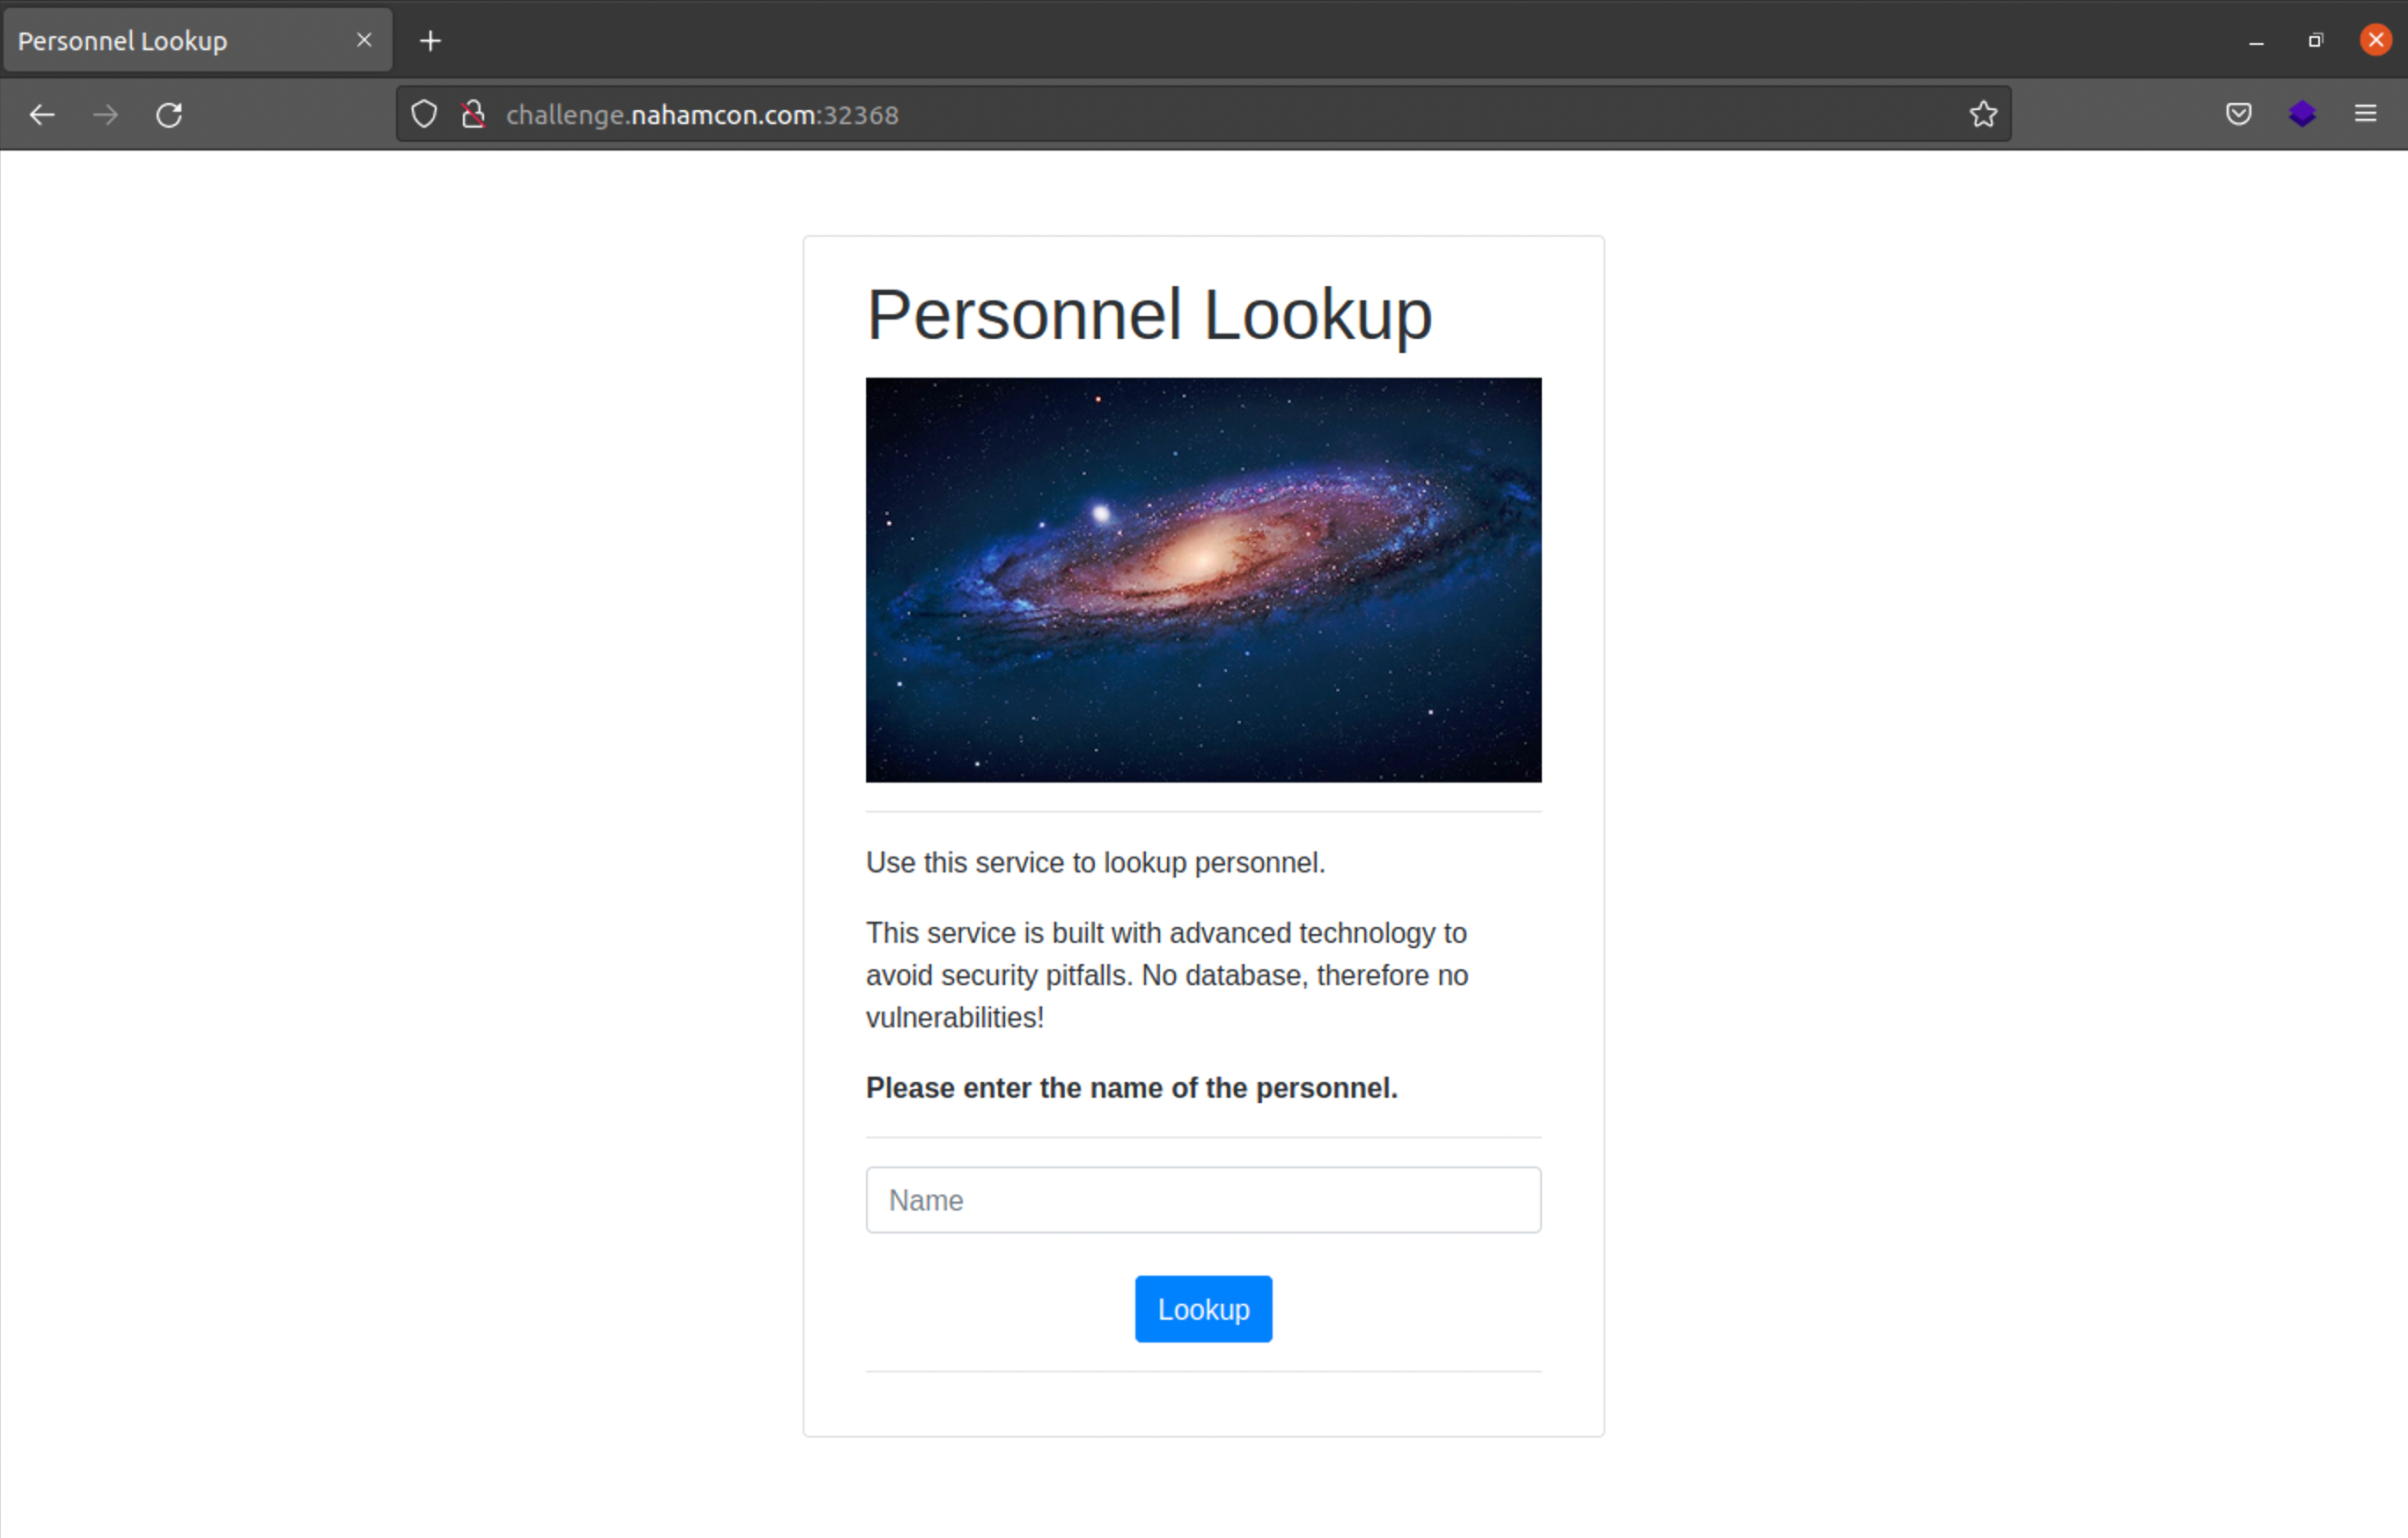 Personnel Lookup
challenge.nahamcon.com:32368
Personnel Lookup
Use this service to lookup personnel.
This service is built with advanced technology to
avoid security pitfalls. No database, therefore no
vulnerabilities!
Please enter the name of the personnel.
Name
Lookup